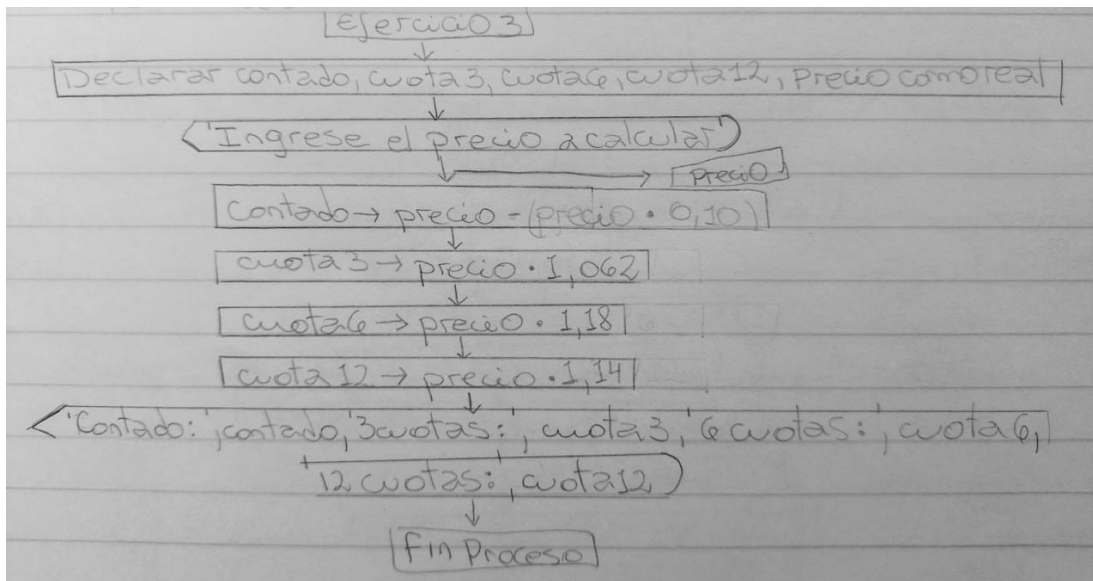 Ejercicio 3
Declarar contado, cuota3, cuota6, cuota12, precio como real
'Ingrese el precio a calcular'
precio
Contado → precio - (precio · 0,10)
cuota3 → precio · 1,062
cuota6 → precio · 1,18
cuota12 → precio · 1,14
'Contado:', contado, '3cuotas:', cuota3, '6 cuotas:', cuota6,
'12 cuotas:', cuota12
Fin Proceso